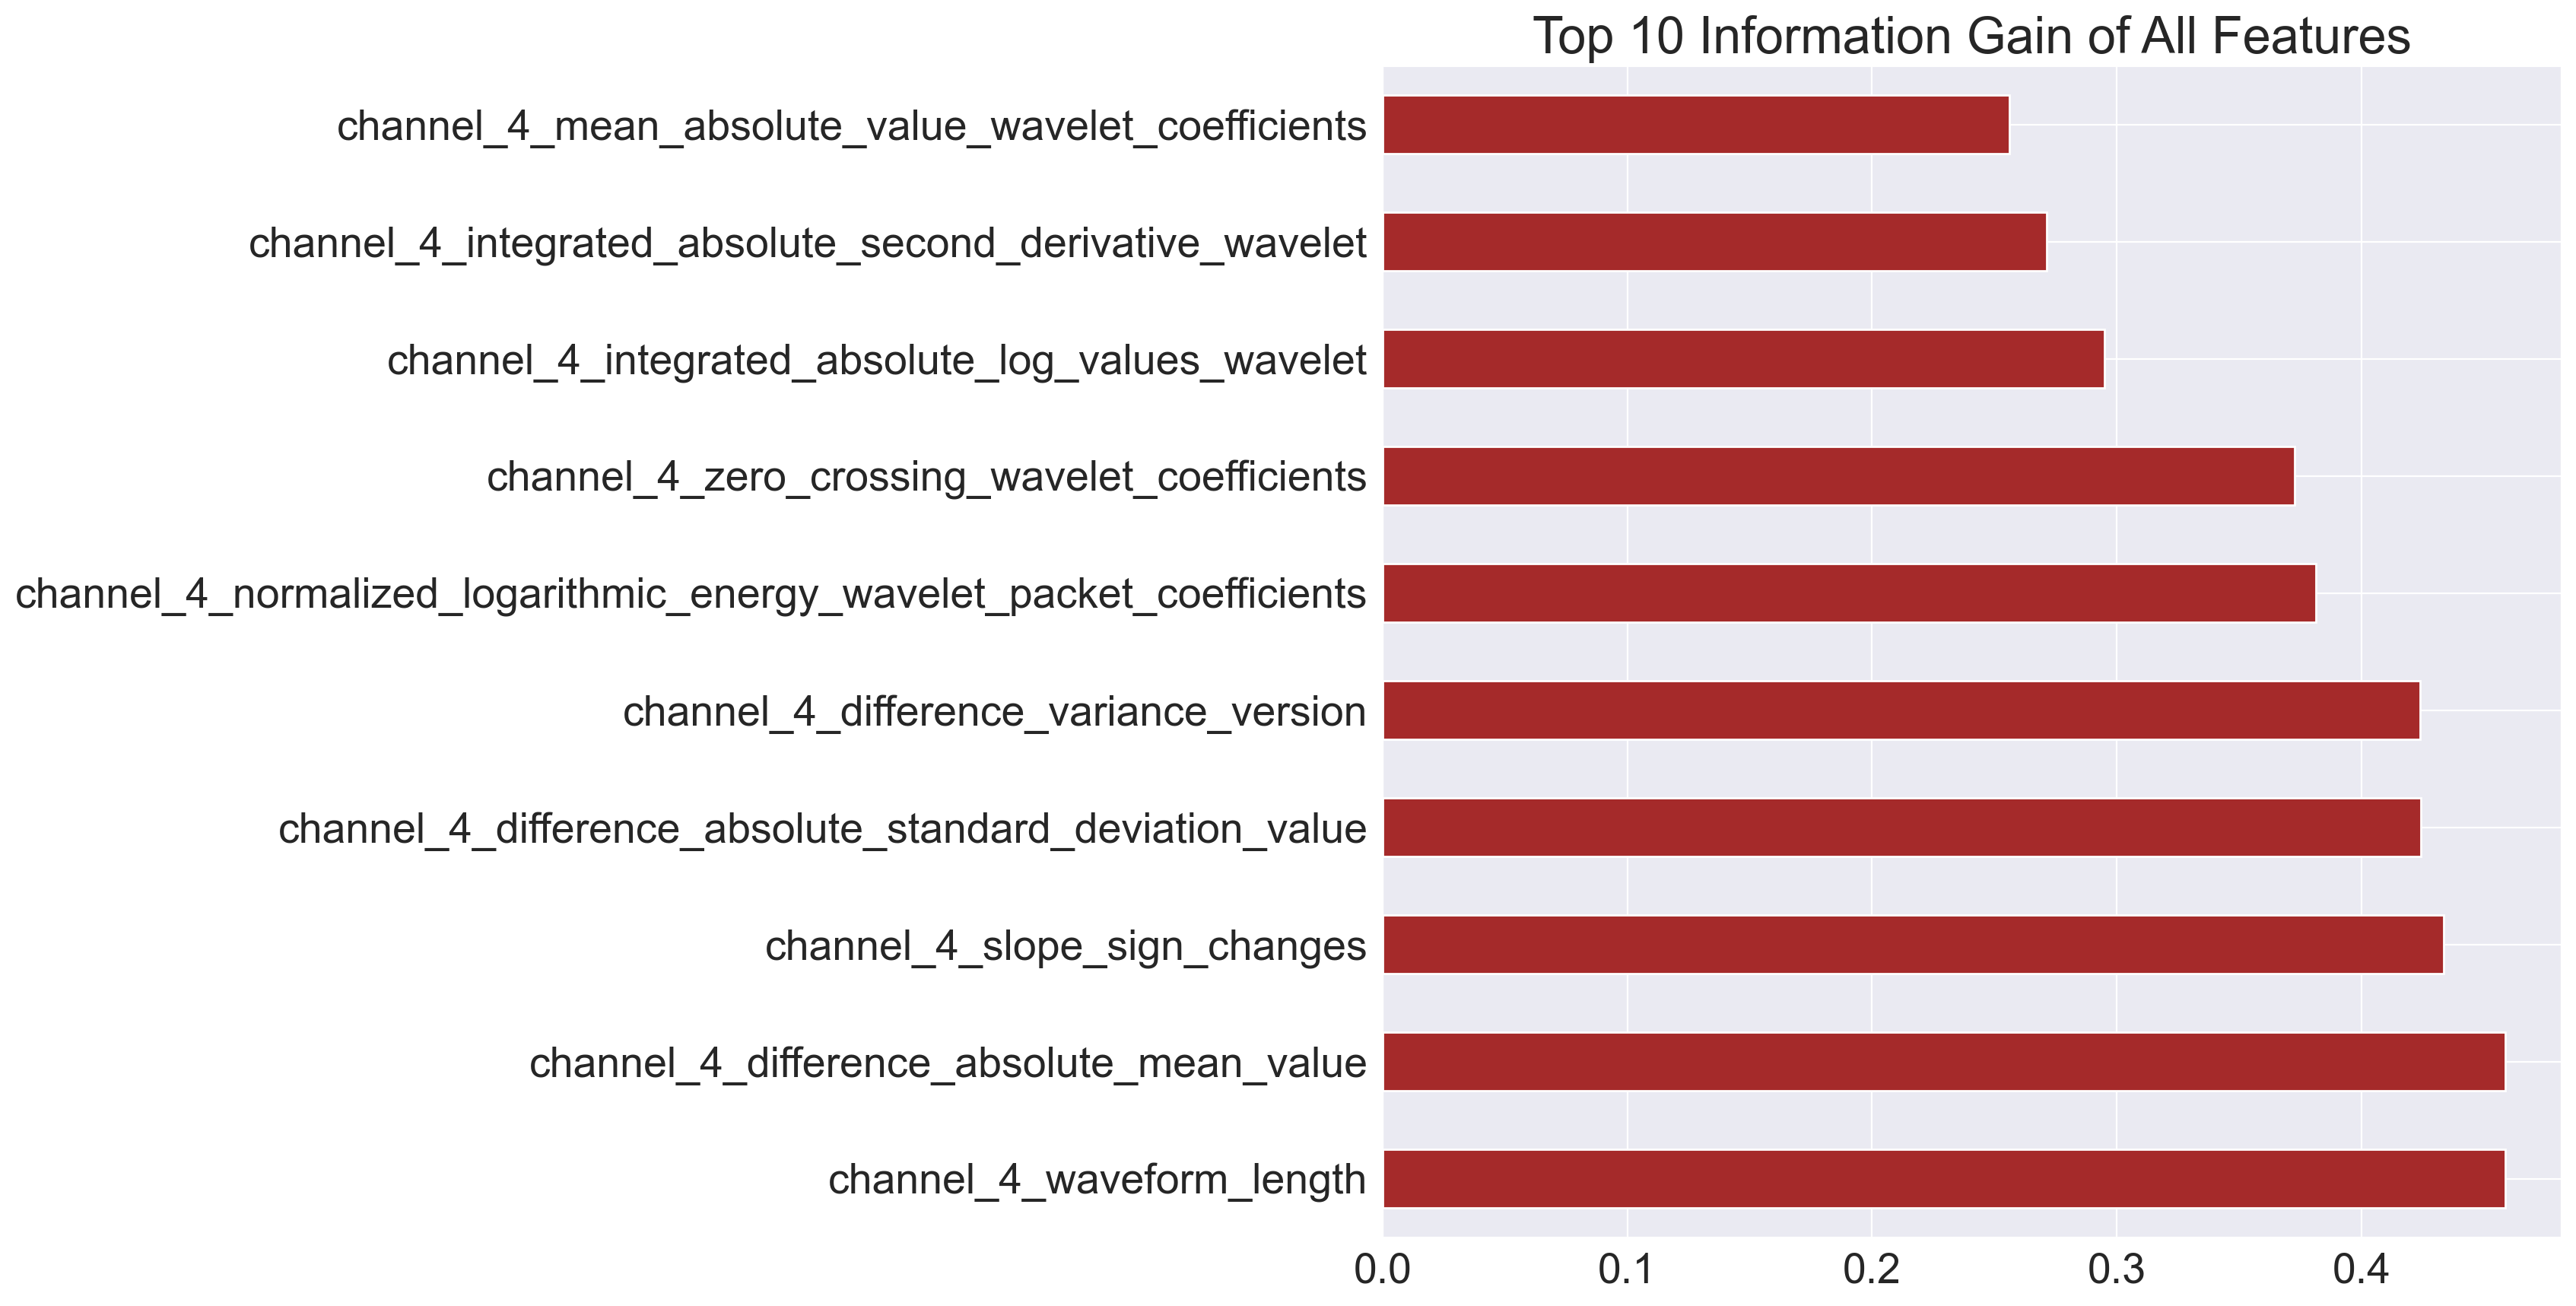 Top 10 Information Gain of All Features
channel_4_mean_absolute_value_wavelet_coefficients
channel_4_integrated_absolute_second_derivative_wavelet
channel_4_integrated_absolute_log_values_wavelet
channel_4_zero_crossing_wavelet_coefficients
channel_4_normalized_logarithmic_energy_wavelet_packet_coefficients
channel_4_difference_variance_version
channel_4_difference_absolute_standard_deviation_value
channel_4_slope_sign_changes
channel_4_difference_absolute_mean_value
channel_4_waveform_length
0.0 0.1 0.2 0.3 0.4